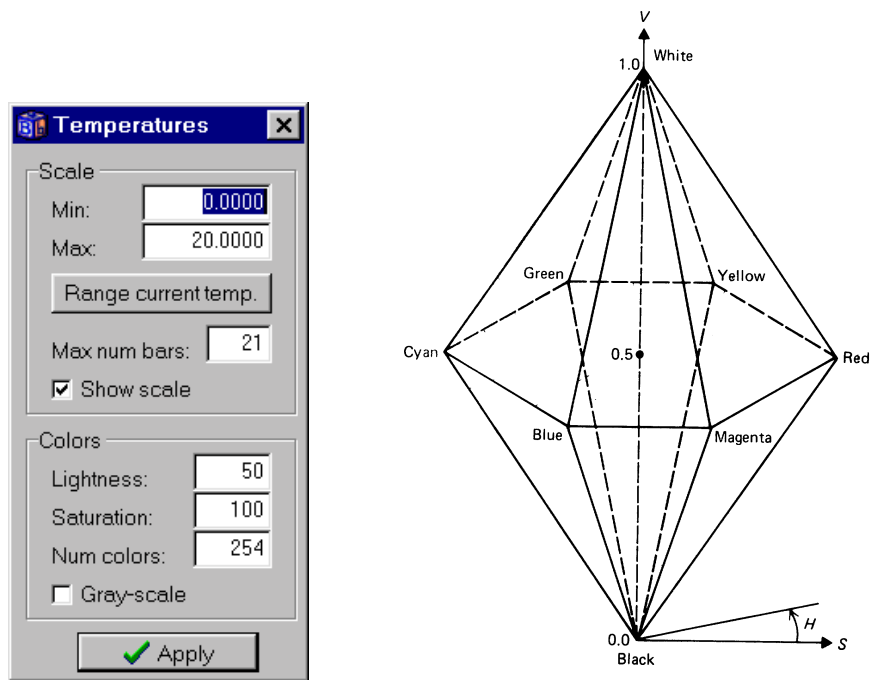 Temperatures
Scale
Min: 0.0000
Max: 20.0000
Range current temp.
Max num bars: 21
Show scale
Colors
Lightness: 50
Saturation: 100
Num colors: 254
Gray-scale
Apply
V
1.0 White
Green Yellow
Cyan 0.5 Red
Blue Magenta
H
0.0 S
Black